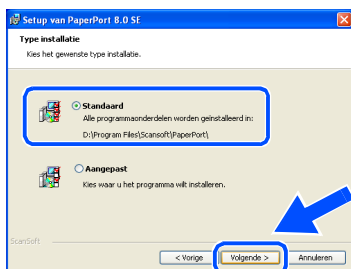 Setup van PaperPort 8.0 SE
Type installatie
Kies het gewenste type installatie.
Standaard
Alle programmaonderdelen worden geïnstalleerd in:
D:\Program Files\Scansoft\PaperPort\
Aangepast
Kies waar u het programma wilt installeren.
ScanSoft
< Vorige Volgende > Annuleren